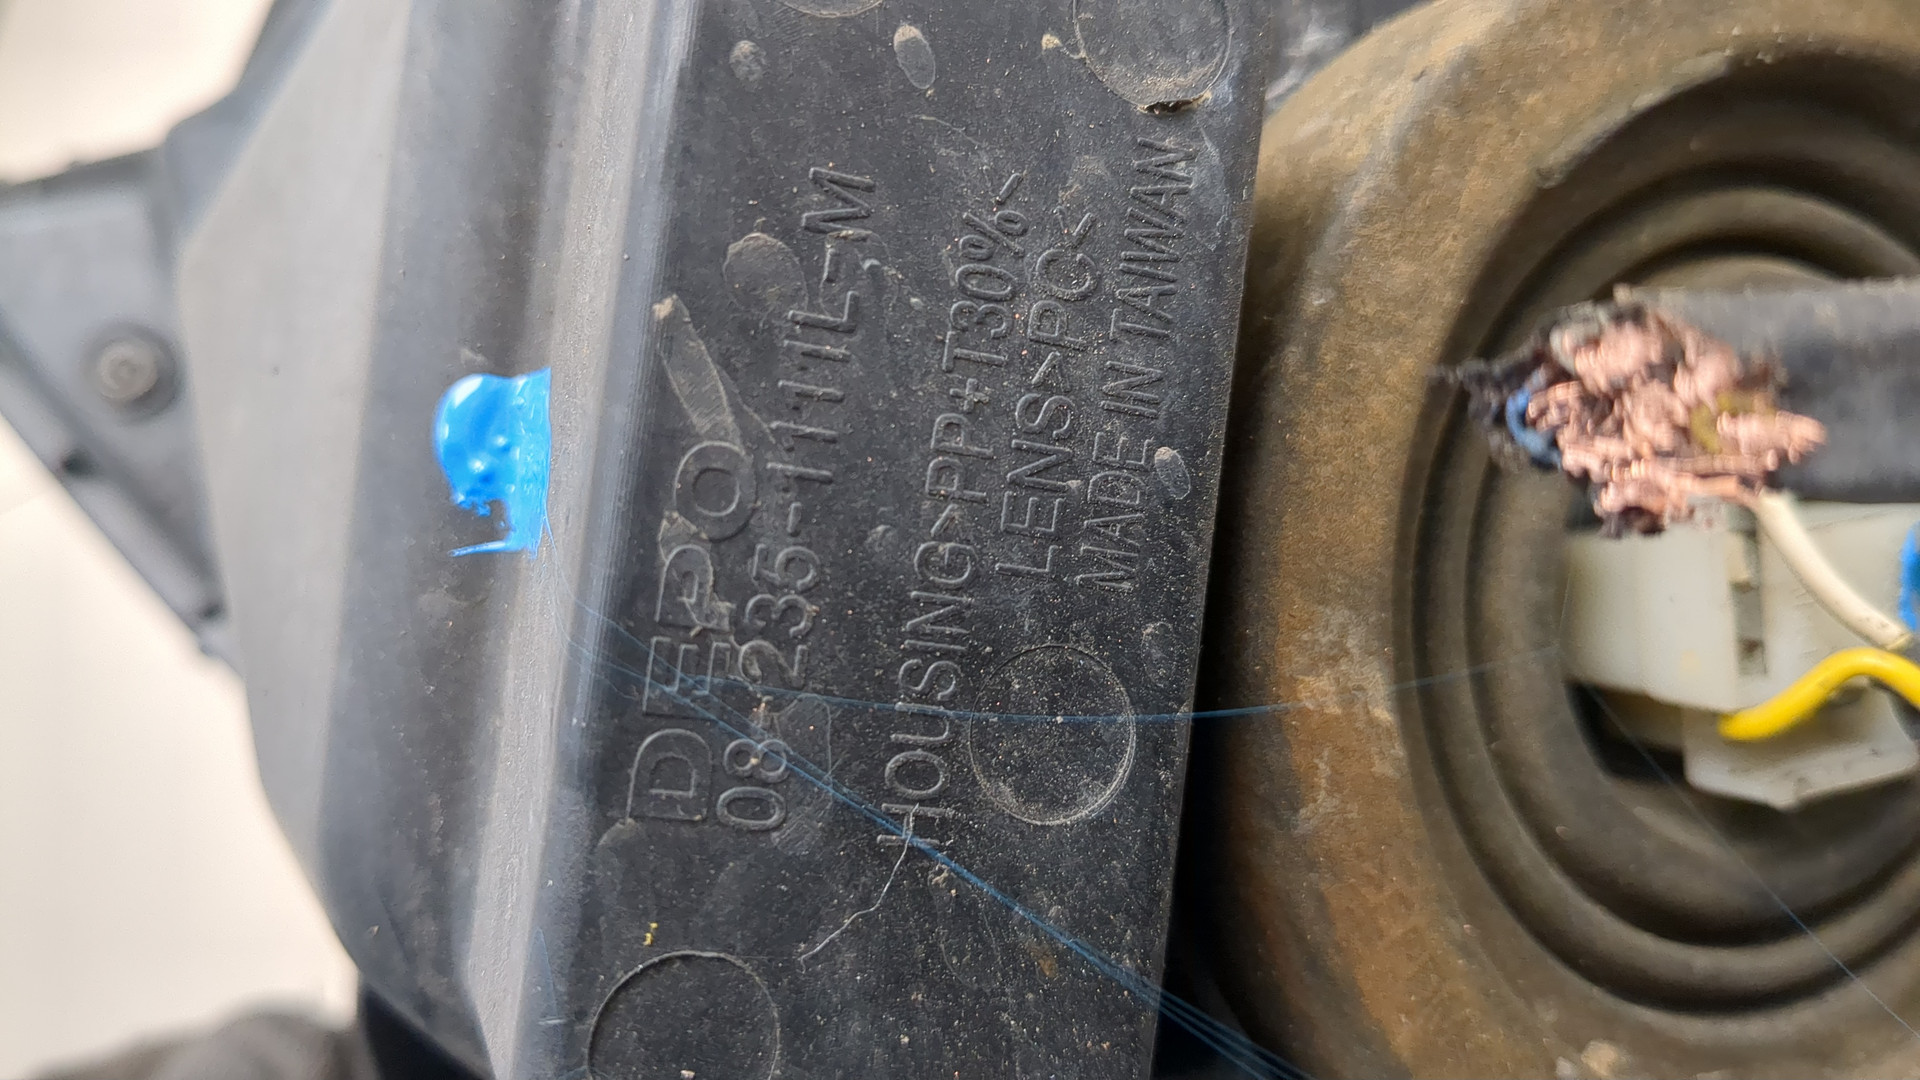 DEPO
08-235-1111L-M
HOUSING>PP+T30%<
LENS>PC<
MADE IN TAIWAN